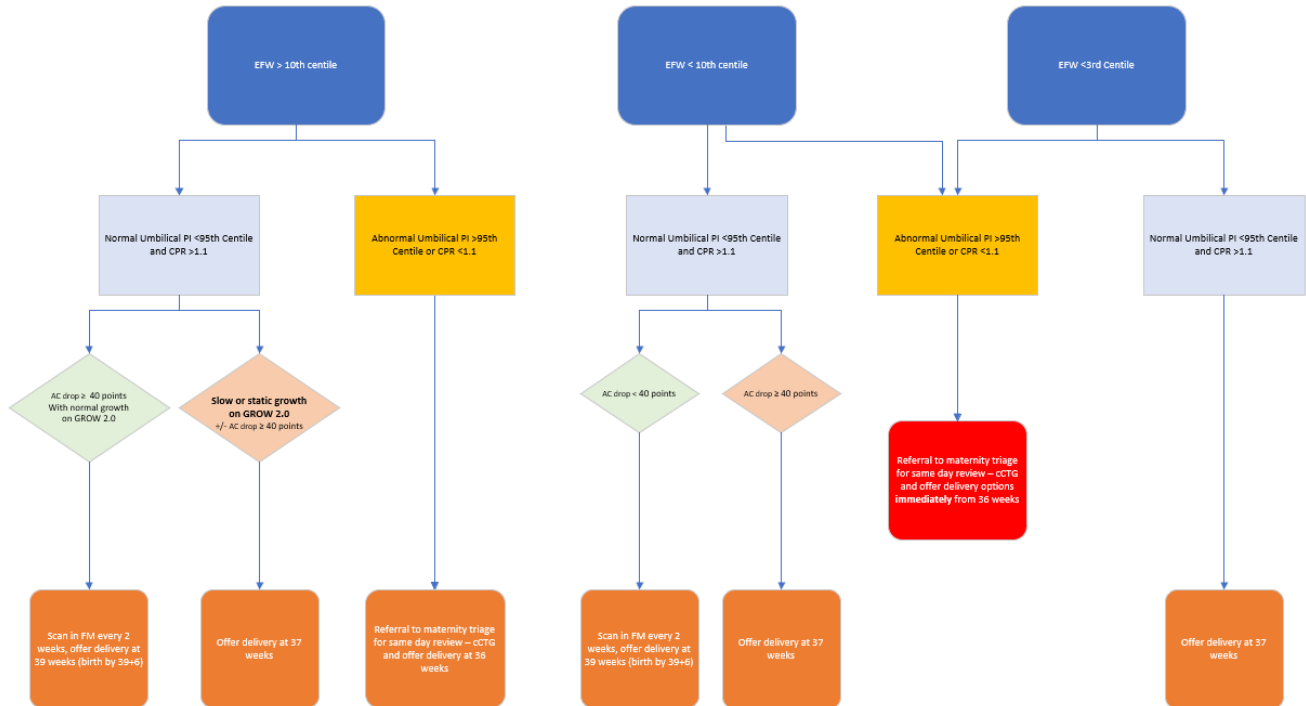 EFW > 10th centile
EFW < 10th centile
EFW <3rd Centile
Normal Umbilical PI <95th Centile
and CPR >1.1
Abnormal Umbilical PI >95th
Centile or CPR <1.1
Normal Umbilical PI <95th Centile
and CPR >1.1
Abnormal Umbilical PI >95th
Centile or CPR <1.1
Normal Umbilical PI <95th Centile
and CPR >1.1
AC drop ≥ 40 points
With normal growth
on GROW 2.0
Slow or static growth
on GROW 2.0
+/- AC drop ≥ 40 points
AC drop < 40 points
AC drop ≥ 40 points
Referral to maternity triage
for same day review – cCTG
and offer delivery options
immediately from 36 weeks
Scan in FM every 2
weeks, offer delivery at
39 weeks (birth by 39+6)
Offer delivery at 37
weeks
Referral to maternity triage
for same day review – cCTG
and offer delivery at 36
weeks
Scan in FM every 2
weeks, offer delivery at
39 weeks (birth by 39+6)
Offer delivery at 37
weeks
Offer delivery at 37
weeks